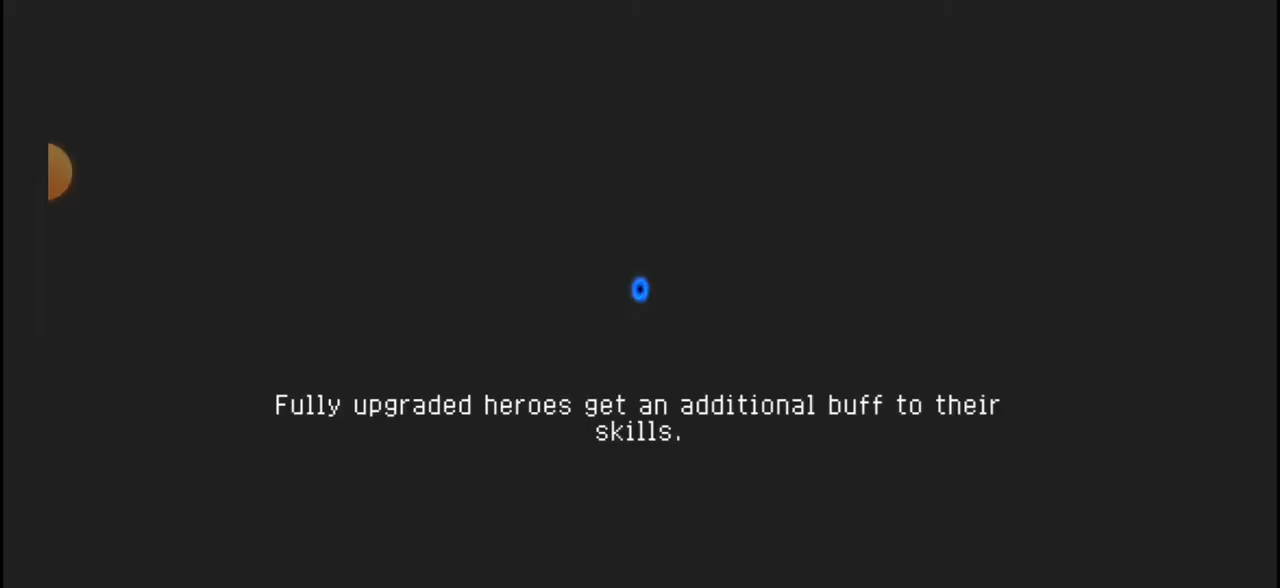 Fully upgraded heroes get an additional buff to their
skills.